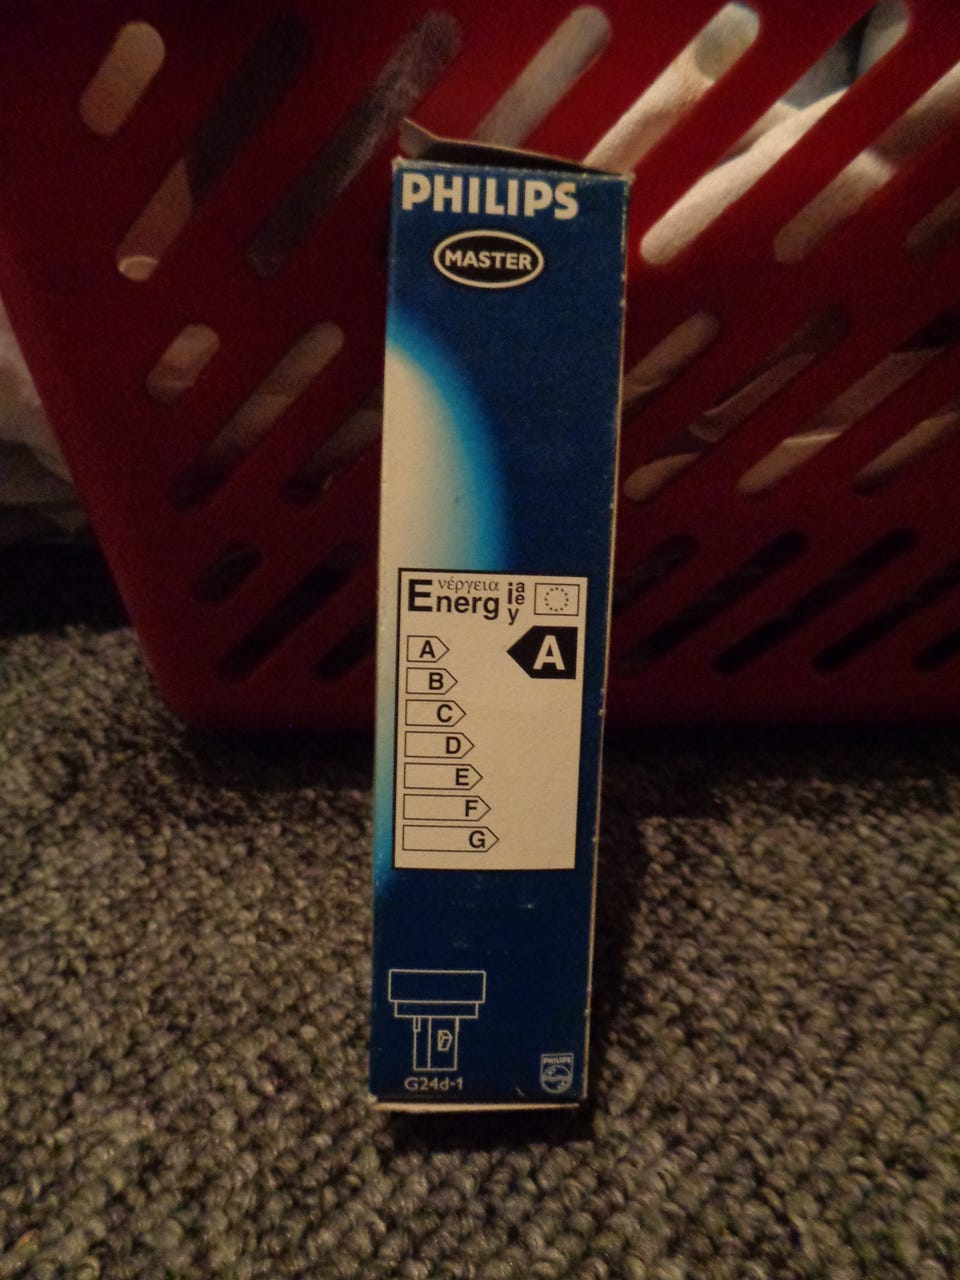 PHILIPS
MASTER
Ενέργεια
Energ ia
ie
y
A
A
B
C
D
E
F
G
G24d-1
PHILIPS